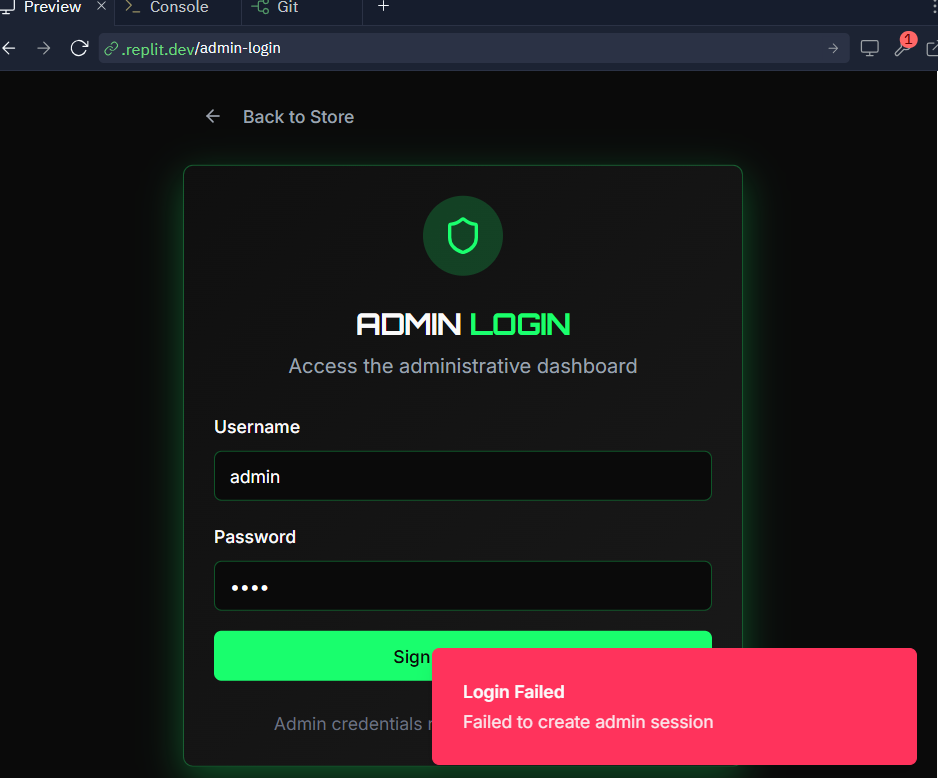 Preview
Console
Git
.replit.dev/admin-login
1
Back to Store
ADMIN LOGIN
Access the administrative dashboard
Username
admin
Password
••••
Sign
Admin credentials
Login Failed
Failed to create admin session